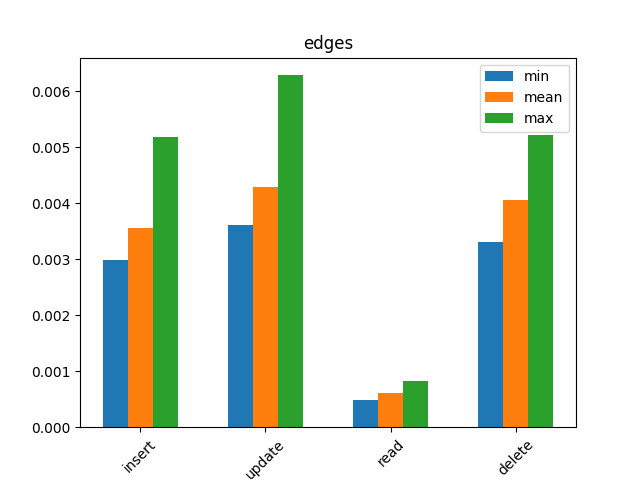 edges
min
mean
max
0.006
0.005
0.004
0.003
0.002
0.001
0.000
insert
update
read
delete